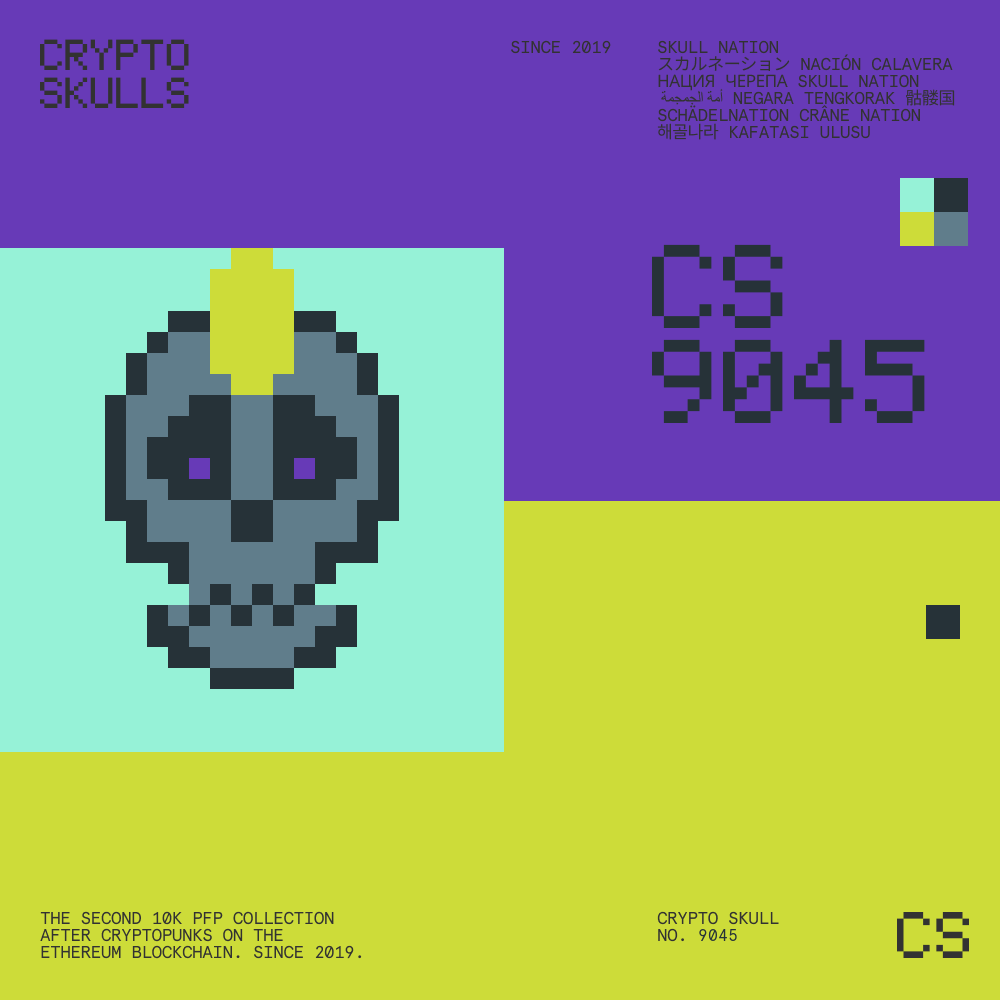 CRYPTO
SKULLS
SINCE 2019
SKULL NATION
スカルネーション NACIÓN CALAVERA
НАЦИЯ ЧЕРЕПА SKULL NATION
أمة الجمجمة NEGARA TENGKORAK 骷髅国
SCHÄDELNATION CRÂNE NATION
해골나라 KAFATASI ULUSU
CS
9045
THE SECOND 10K PFP COLLECTION
AFTER CRYPTOPUNKS ON THE
ETHEREUM BLOCKCHAIN. SINCE 2019.
CRYPTO SKULL
NO. 9045
CS